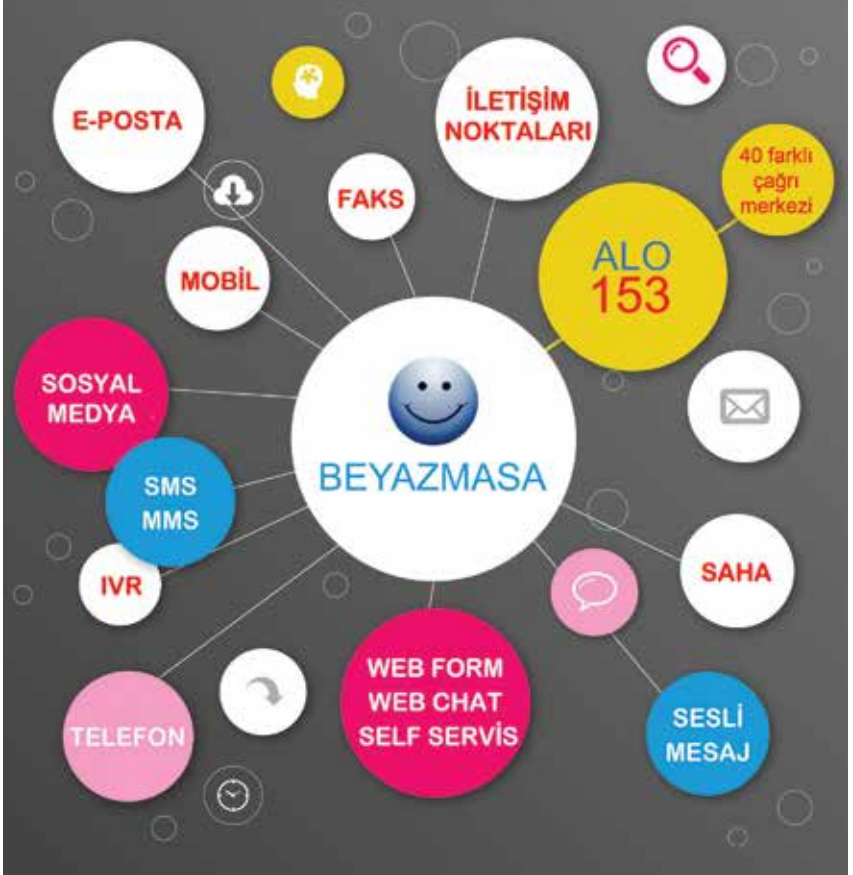 E-POSTA
İLETİŞİM
NOKTALARI
40 farklı
çağrı
merkezi
FAKS
ALO
153
MOBİL
SOSYAL
MEDYA
BEYAZMASA
SMS
MMS
IVR
SAHA
WEB FORM
WEB CHAT
SELF SERVİS
TELEFON
SESLİ
MESAJ